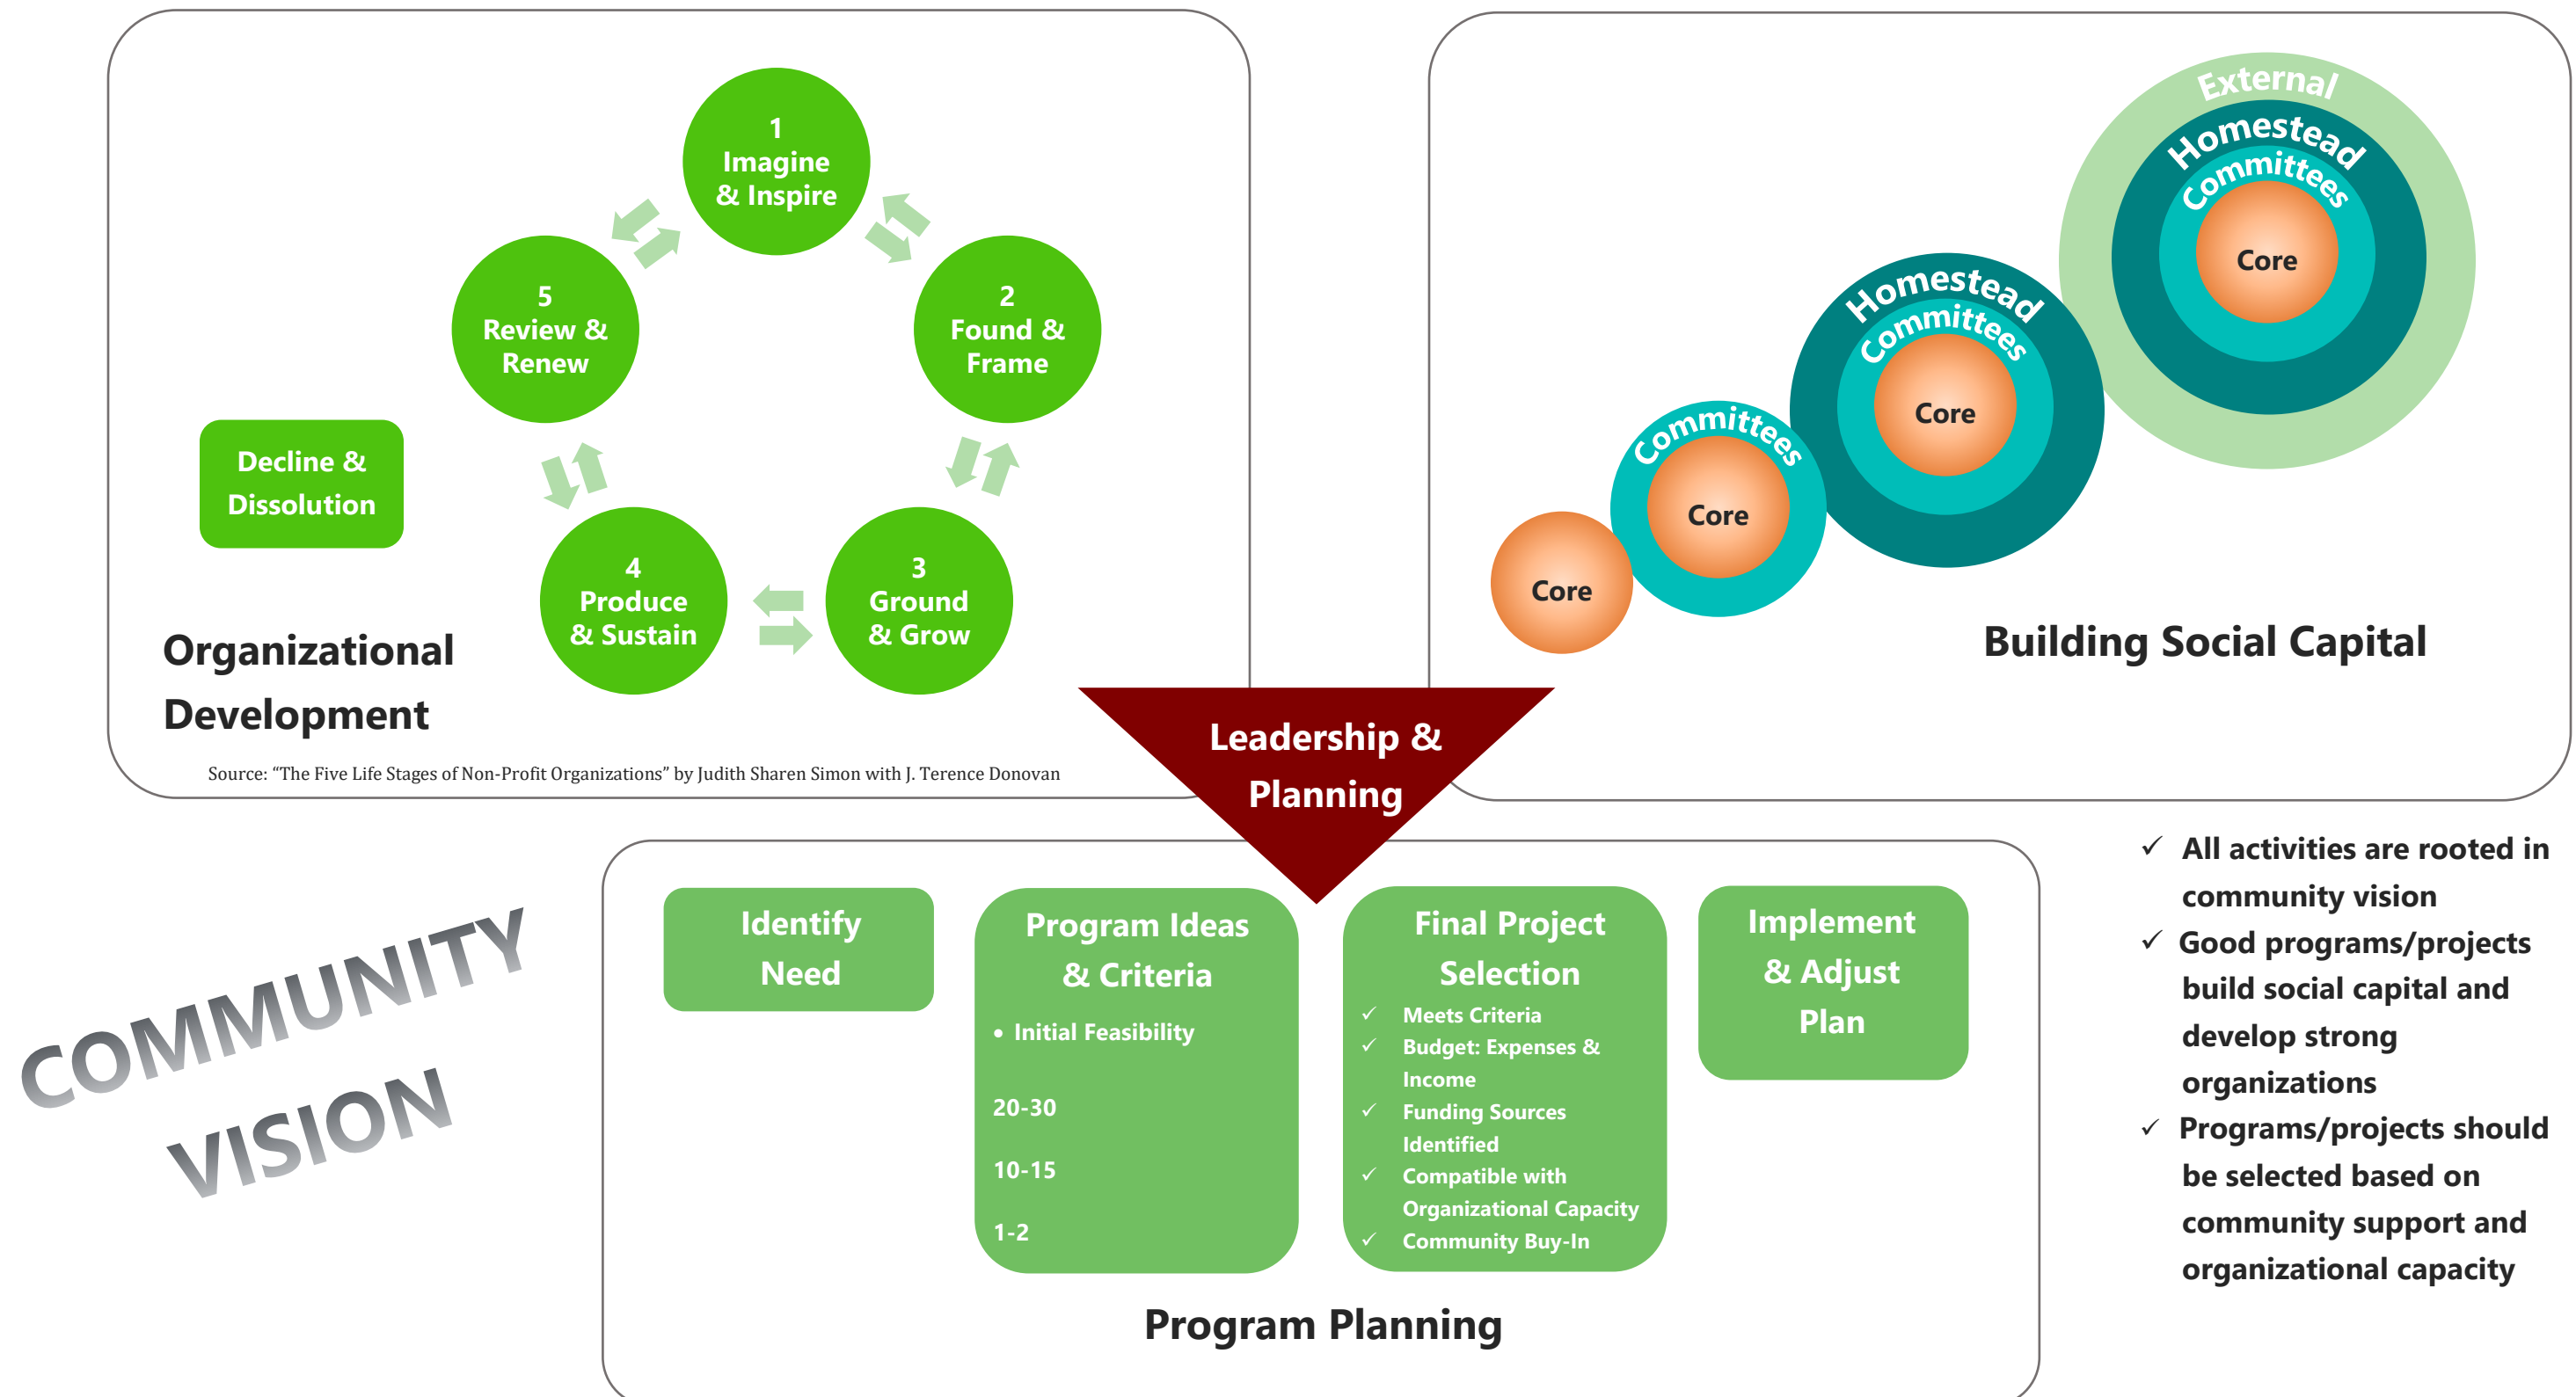 1
Imagine
& Inspire
2
Found &
Frame
3
Ground
& Grow
4
Produce
& Sustain
5
Review &
Renew
Decline &
Dissolution
Organizational
Development
Source: “The Five Life Stages of Non-Profit Organizations” by Judith Sharen Simon with J. Terence Donovan
Core
Committees
Core
Homestead
Committees
Core
External
Homestead
Committees
Core
Building Social Capital
Leadership &
Planning
COMMUNITY
VISION
Identify
Need
Program Ideas
& Criteria
• Initial Feasibility
20-30
10-15
1-2
Final Project
Selection
✓ Meets Criteria
✓ Budget: Expenses &
Income
✓ Funding Sources
Identified
✓ Compatible with
Organizational Capacity
✓ Community Buy-In
Implement
& Adjust
Plan
Program Planning
✓ All activities are rooted in
community vision
✓ Good programs/projects
build social capital and
develop strong
organizations
✓ Programs/projects should
be selected based on
community support and
organizational capacity